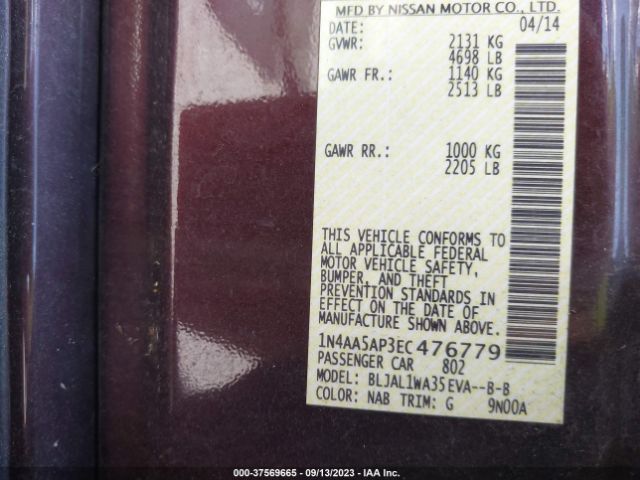 MFD BY NISSAN MOTOR CO., LTD.
DATE: 04/14
GVWR: 2131 KG
4698 LB
GAWR FR.: 1140 KG
2513 LB
GAWR RR.: 1000 KG
2205 LB
THIS VEHICLE CONFORMS TO
ALL APPLICABLE FEDERAL
MOTOR VEHICLE SAFETY,
BUMPER, AND THEFT
PREVENTION STANDARDS IN
EFFECT ON THE DATE OF
MANUFACTURE SHOWN ABOVE.
1N4AA5AP3EC476779
PASSENGER CAR 802
MODEL: BLJAL1WA35EVA--B-B
COLOR: NAB TRIM: G 9N00A
000-37569665 - 09/13/2023 - IAA Inc.